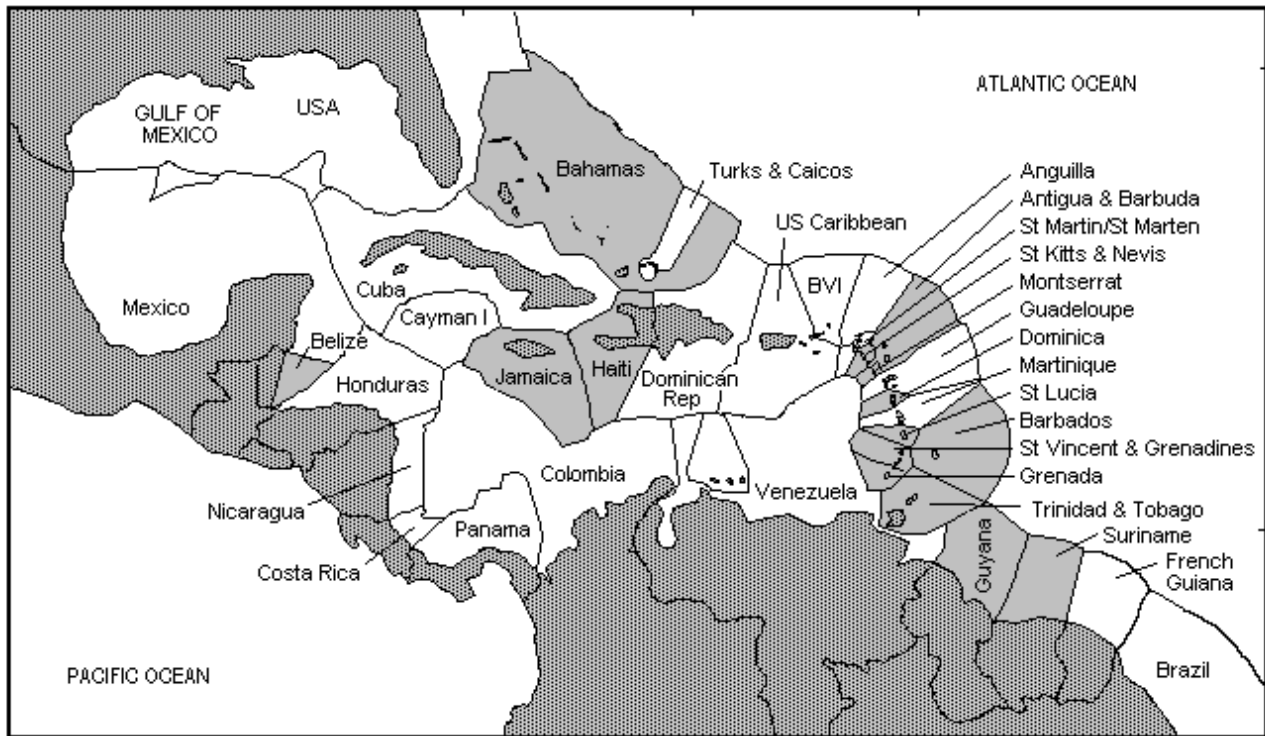 ATLANTIC OCEAN
USA
GULF OF
MEXICO
Bahamas
Turks & Caicos
Anguilla
Antigua & Barbuda
US Caribbean
St Martin/St Marten
St Kitts & Nevis
BVI
Montserrat
Mexico
Cuba
Guadeloupe
Cayman I
Dominica
Belize
Martinique
Honduras
Jamaica
Haiti
Dominican
Rep
St Lucia
Barbados
St Vincent & Grenadines
Colombia
Grenada
Venezuela
Nicaragua
Trinidad & Tobago
Panama
Suriname
Guyana
Costa Rica
French
Guiana
PACIFIC OCEAN
Brazil